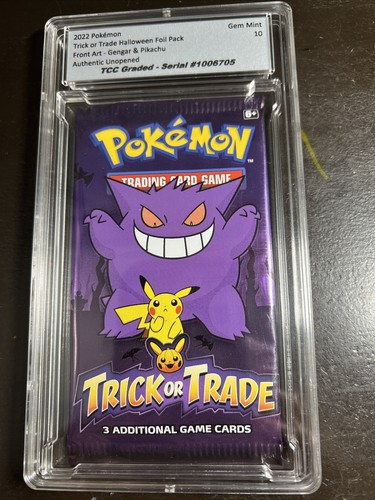 2022 Pokémon
Gem Mint
Trick or Trade Halloween Foil Pack
10
Front Art - Gengar & Pikachu
Authentic Unopened
TCC Graded - Serial #1006705
6+
POKéMON
TM
TRADING CARD GAME
TRICK OR TRADE
3 ADDITIONAL GAME CARDS